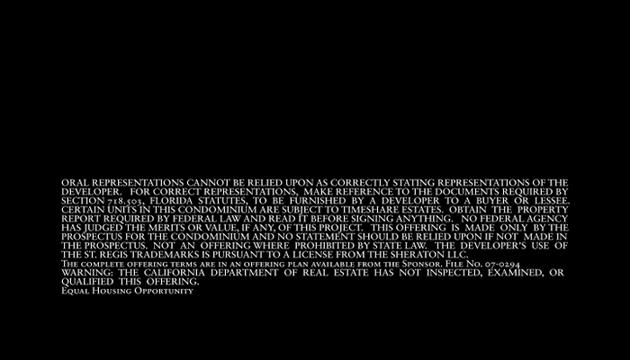 ORAL REPRESENTATIONS CANNOT BE RELIED UPON AS CORRECTLY STATING REPRESENTATIONS OF THE
DEVELOPER. FOR CORRECT REPRESENTATIONS, MAKE REFERENCE TO THE DOCUMENTS REQUIRED BY
SECTION 718.503, FLORIDA STATUTES, TO BE FURNISHED BY A DEVELOPER TO A BUYER OR LESSEE.
CERTAIN UNITS IN THIS CONDOMINIUM ARE SUBJECT TO TIMESHARE ESTATES. OBTAIN THE PROPERTY
REPORT REQUIRED BY FEDERAL LAW AND READ IT BEFORE SIGNING ANYTHING. NO FEDERAL AGENCY
HAS JUDGED THE MERITS OR VALUE, IF ANY, OF THIS PROJECT. THIS OFFERING IS MADE ONLY BY THE
PROSPECTUS FOR THE CONDOMINIUM AND NO STATEMENT SHOULD BE RELIED UPON IF NOT MADE IN
THE PROSPECTUS. NOT AN OFFERING WHERE PROHIBITED BY STATE LAW. THE DEVELOPER'S USE OF
THE ST. REGIS TRADEMARKS IS PURSUANT TO A LICENSE FROM THE SHERATON LLC.
The complete offering terms are in an offering plan available from the Sponsor. File No. 07-0294
WARNING: THE CALIFORNIA DEPARTMENT OF REAL ESTATE HAS NOT INSPECTED, EXAMINED, OR
QUALIFIED THIS OFFERING.
Equal Housing Opportunity